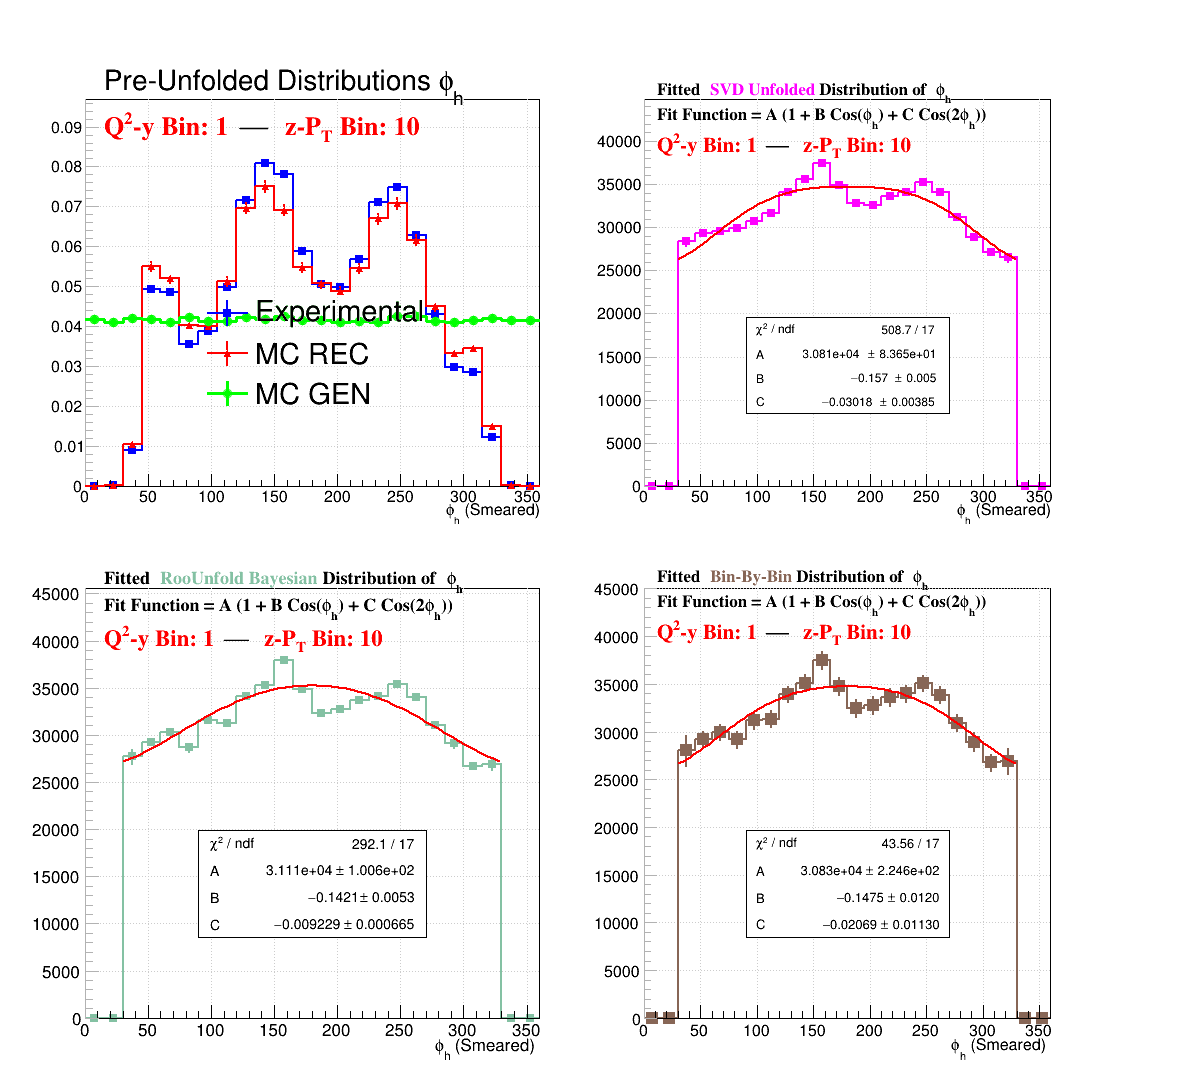 Pre-Unfolded Distributions ϕh
Q2-y Bin: 1 — z-PT Bin: 10
0.09
0.08
0.07
0.06
0.05
0.04
0.03
0.02
0.01
0
Experimental
MC REC
MC GEN
0 50 100 150 200 250 300 350
ϕh (Smeared)
Fitted SVD Unfolded Distribution of ϕh
Fit Function = A (1 + B Cos(ϕh) + C Cos(2ϕh))
Q2-y Bin: 1 — z-PT Bin: 10
40000
35000
30000
25000
20000
15000
10000
5000
0
χ2 / ndf 508.7 / 17
A 3.081e+04 ± 8.365e+01
B −0.157 ± 0.005
C −0.03018 ± 0.00385
0 50 100 150 200 250 300 350
ϕh (Smeared)
Fitted RooUnfold Bayesian Distribution of ϕh
Fit Function = A (1 + B Cos(ϕh) + C Cos(2ϕh))
Q2-y Bin: 1 — z-PT Bin: 10
45000
40000
35000
30000
25000
20000
15000
10000
5000
0
χ2 / ndf 292.1 / 17
A 3.111e+04 ± 1.006e+02
B −0.1421 ± 0.0053
C −0.009229 ± 0.000665
0 50 100 150 200 250 300 350
ϕh (Smeared)
Fitted Bin-By-Bin Distribution of ϕh
Fit Function = A (1 + B Cos(ϕh) + C Cos(2ϕh))
Q2-y Bin: 1 — z-PT Bin: 10
45000
40000
35000
30000
25000
20000
15000
10000
5000
0
χ2 / ndf 43.56 / 17
A 3.083e+04 ± 2.246e+02
B −0.1475 ± 0.0120
C −0.02069 ± 0.01130
0 50 100 150 200 250 300 350
ϕh (Smeared)